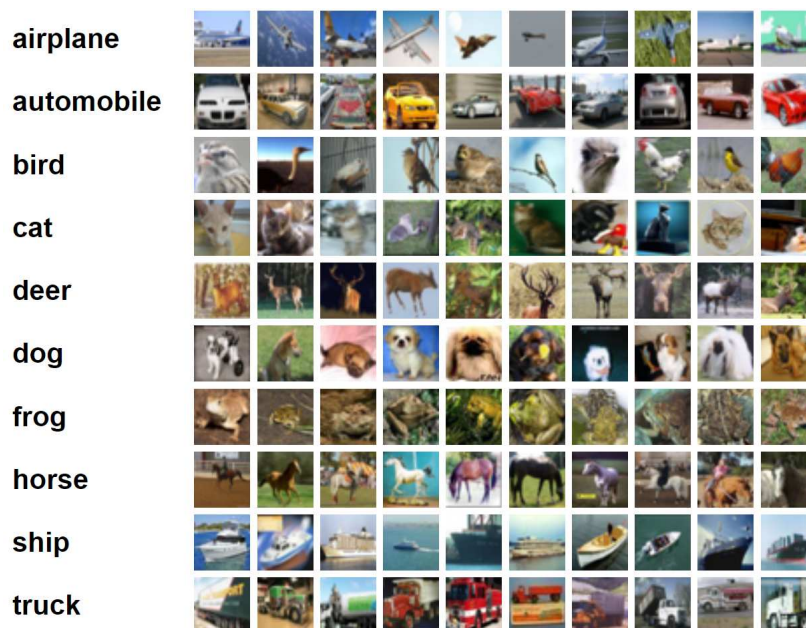 airplane
automobile
bird
cat
deer
dog
frog
horse
ship
truck